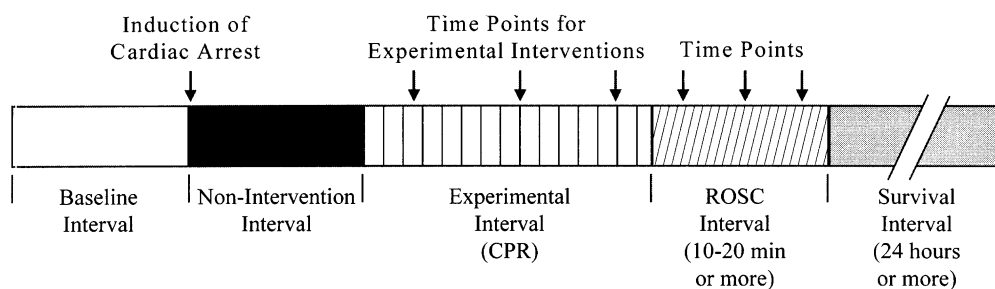 Induction of
Cardiac Arrest
Time Points for
Experimental Interventions
Time Points
Baseline
Interval
Non-Intervention
Interval
Experimental
Interval
(CPR)
ROSC
Interval
(10-20 min
or more)
Survival
Interval
(24 hours
or more)